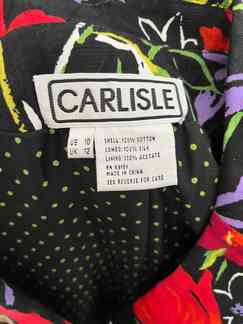 CARLISLE
US 10
UK 12
SHELL: 100% COTTON
COMBO: 100% SILK
LINING: 100% ACETATE
MADE IN CHINA
SEE REVERSE FOR CARE